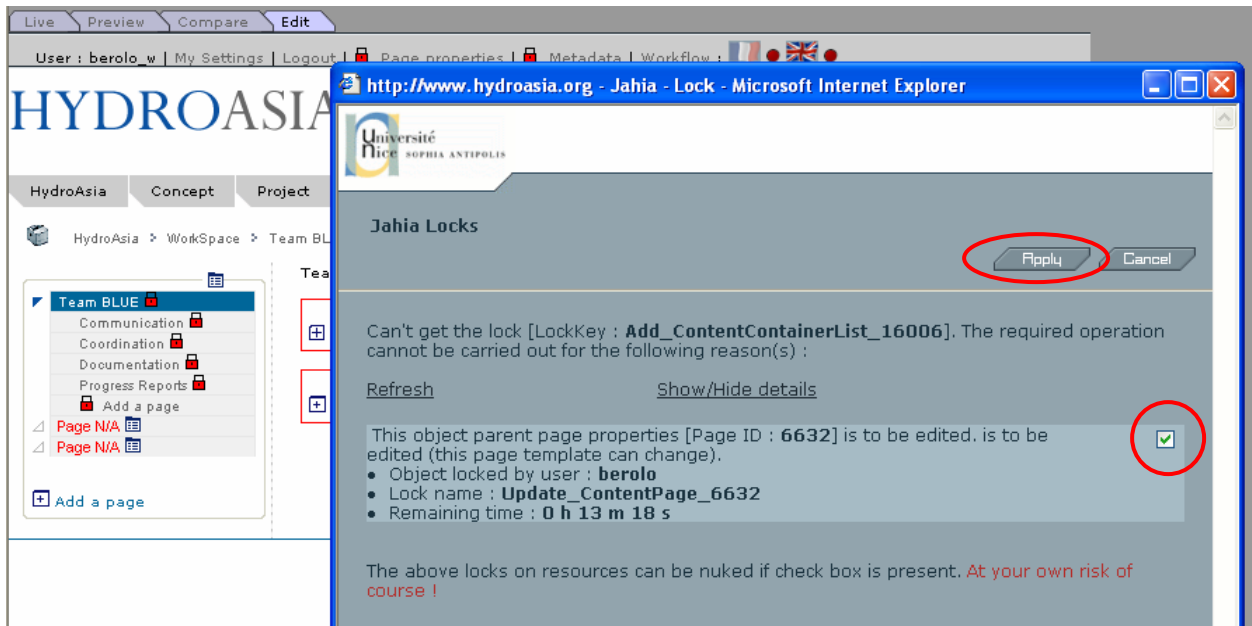 Live Preview Compare Edit
User : berolo_w | My Settings | Logout | Page properties | Metadata | Workflow :
HYDROASIA
HydroAsia Concept Project
HydroAsia > WorkSpace > Team BL
Tea
Team BLUE
Communication
Coordination
Documentation
Progress Reports
Add a page
Page N/A
Page N/A
Add a page
http://www.hydroasia.org - Jahia - Lock - Microsoft Internet Explorer
Université
Nice SOPHIA ANTIPOLIS
Jahia Locks
Apply Cancel
Can't get the lock [LockKey : Add_ContentContainerList_16006]. The required operation
cannot be carried out for the following reason(s) :
Refresh Show/Hide details
This object parent page properties [Page ID : 6632] is to be edited. is to be
edited (this page template can change).
• Object locked by user : berolo
• Lock name : Update_ContentPage_6632
• Remaining time : 0 h 13 m 18 s
The above locks on resources can be nuked if check box is present. At your own risk of
course !